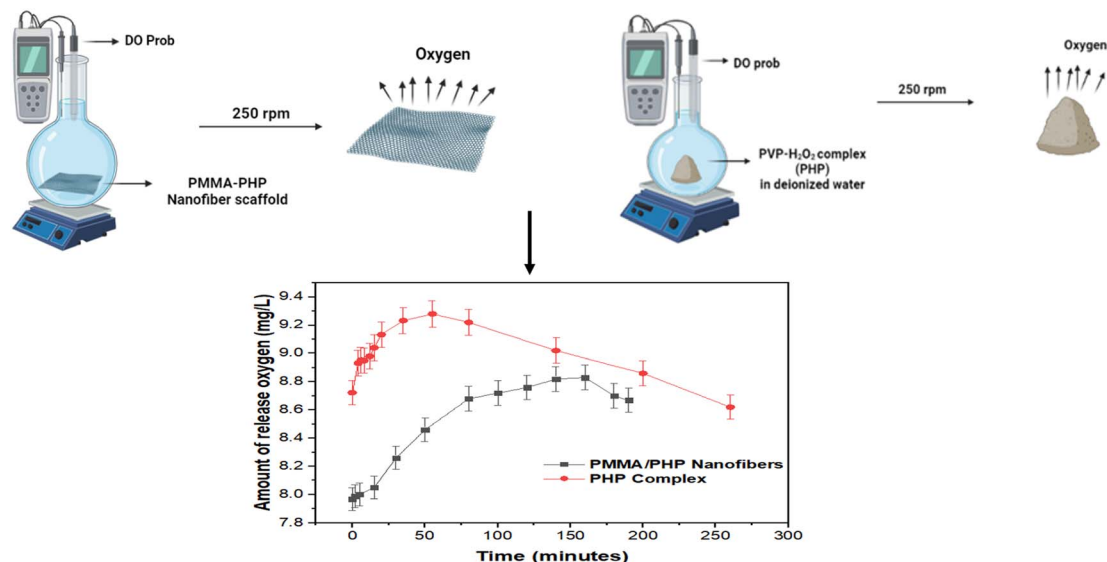 DO Prob
Oxygen
250 rpm
PMMA-PHP
Nanofiber scaffold
DO prob
Oxygen
250 rpm
PVP-H₂O₂ complex
(PHP)
in deionized water
Amount of release oxygen (mg/L)
9.4
9.2
9.0
8.8
8.6
8.4
8.2
8.0
7.8
PMMA/PHP Nanofibers
PHP Complex
0 50 100 150 200 250 300
Time (minutes)